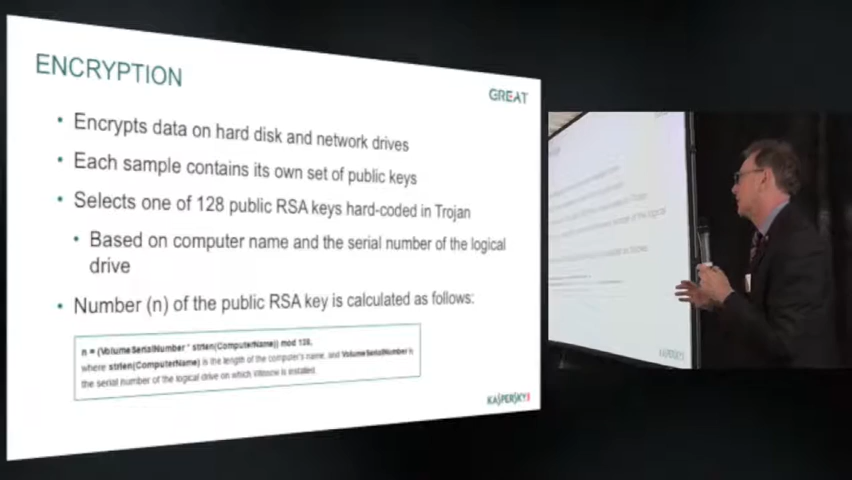 ENCRYPTION
GREAT
• Encrypts data on hard disk and network drives
• Each sample contains its own set of public keys
• Selects one of 128 public RSA keys hard-coded in Trojan
• Based on computer name and the serial number of the logical
drive
• Number (n) of the public RSA key is calculated as follows:
n = (VolumeSerialNumber * strlen(ComputerName)) mod 128,
where strlen(ComputerName) is the length of the computer's name, and VolumeSerialNumber is
the serial number of the logical drive on which is installed.
KASPERSKY